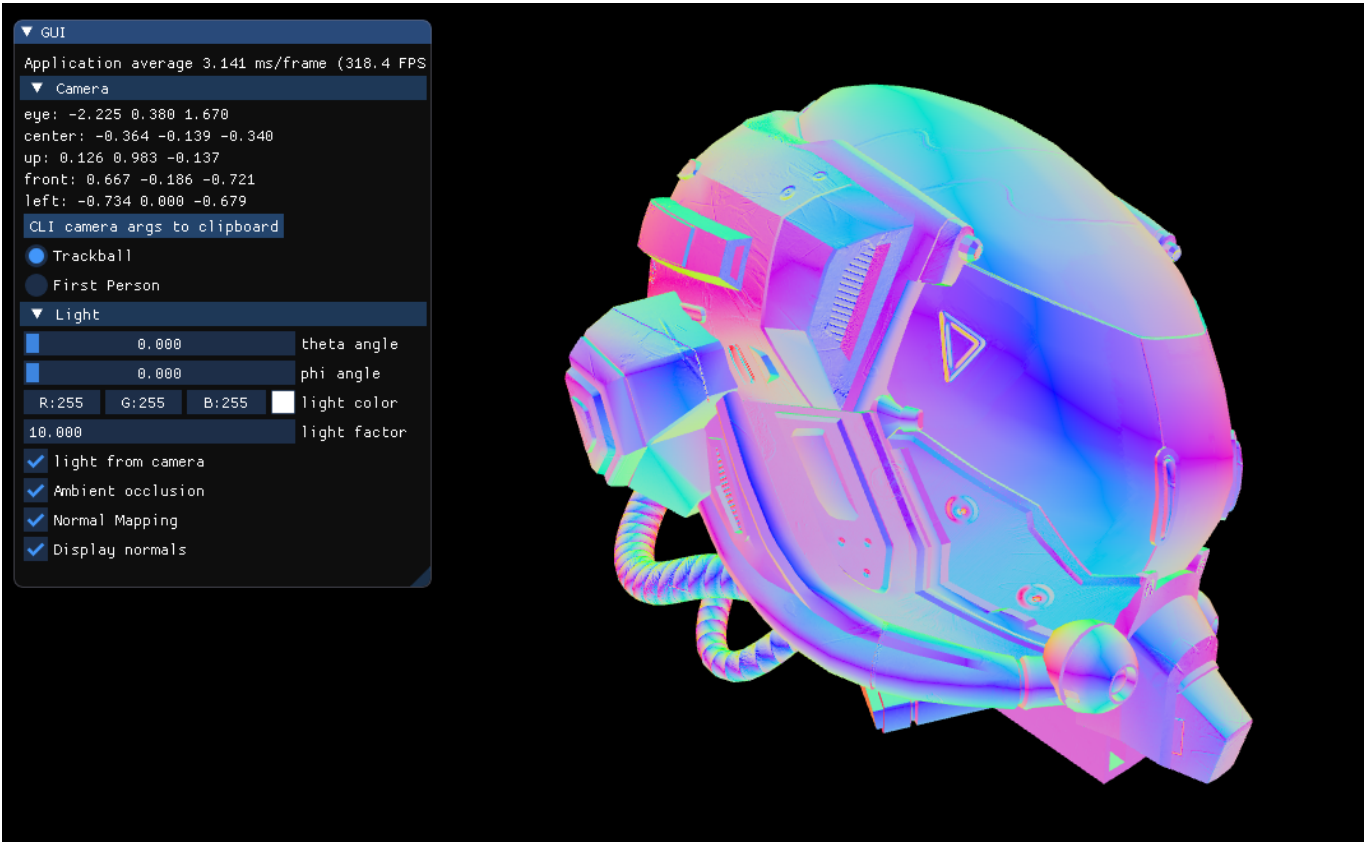 GUI
Application average 3.141 ms/frame (318.4 FPS
Camera
eye: -2.225 0.380 1.670
center: -0.364 -0.139 -0.340
up: 0.126 0.983 -0.137
front: 0.667 -0.186 -0.721
left: -0.734 0.000 -0.679
CLI camera args to clipboard
Trackball
First Person
Light
0.000 theta angle
0.000 phi angle
R:255 G:255 B:255 light color
10.000 light factor
light from camera
Ambient occlusion
Normal Mapping
Display normals